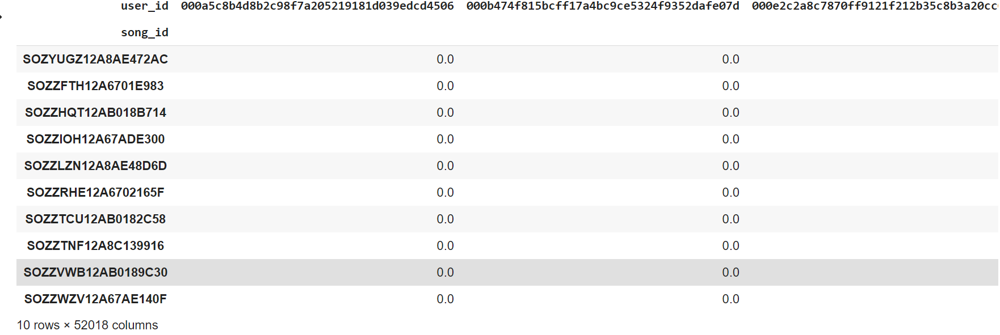 user_id 000a5c8b4d8b2c98f7a205219181d039edcd4506 000b474f815bcff17a4bc9ce5324f9352dafe07d 000e2c2a8c7870ff9121f212b35c8b3a20cc
song_id
SOZYUGZ12A8AE472AC 0.0 0.0
SOZZFTH12A6701E983 0.0 0.0
SOZZHQT12AB018B714 0.0 0.0
SOZZIOH12A67ADE300 0.0 0.0
SOZZLZN12A8AE48D6D 0.0 0.0
SOZZRHE12A6702165F 0.0 0.0
SOZZTCU12AB0182C58 0.0 0.0
SOZZTNF12A8C139916 0.0 0.0
SOZZVWB12AB0189C30 0.0 0.0
SOZZWZV12A67AE140F 0.0 0.0
10 rows × 52018 columns